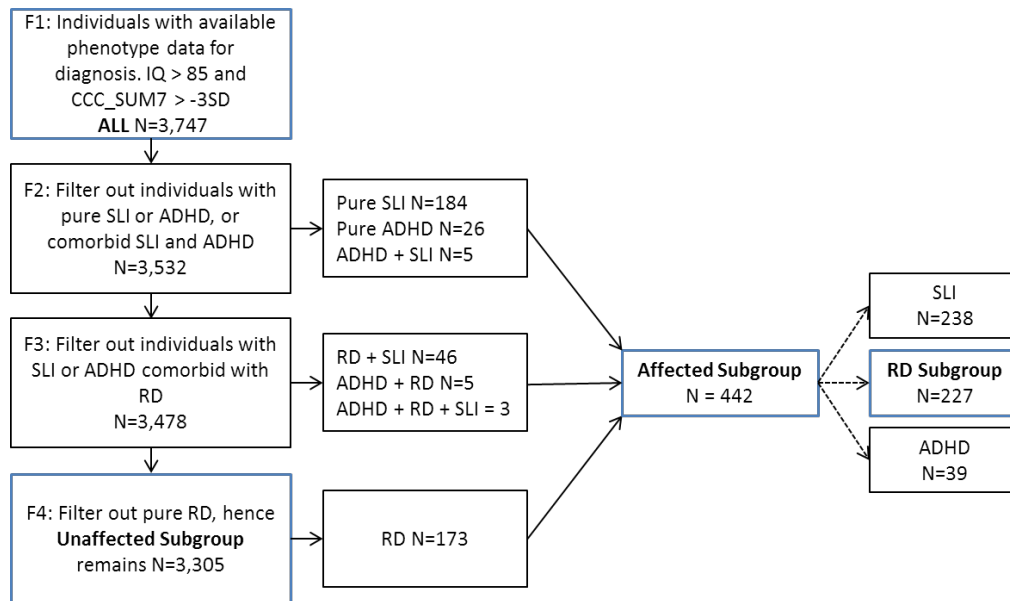 F1: Individuals with available
phenotype data for
diagnosis. IQ > 85 and
CCC_SUM7 > -3SD
ALL N=3,747
F2: Filter out individuals with
pure SLI or ADHD, or
comorbid SLI and ADHD
N=3,532
Pure SLI N=184
Pure ADHD N=26
ADHD + SLI N=5
F3: Filter out individuals with
SLI or ADHD comorbid with
RD
N=3,478
RD + SLI N=46
ADHD + RD N=5
ADHD + RD + SLI = 3
F4: Filter out pure RD, hence
Unaffected Subgroup
remains N=3,305
RD N=173
Affected Subgroup
N = 442
SLI
N=238
RD Subgroup
N=227
ADHD
N=39